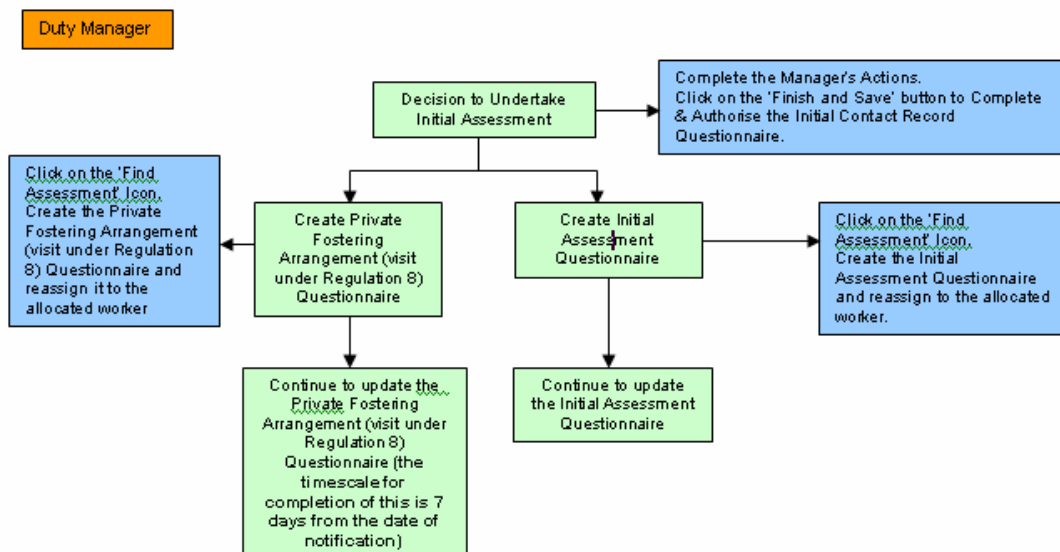 Duty Manager
Decision to Undertake
Initial Assessment
Complete the Manager's Actions.
Click on the 'Finish and Save' button to Complete
& Authorise the Initial Contact Record
Questionnaire.
Click on the 'Find
Assessment' Icon.
Create the Private
Fostering Arrangement
(visit under Regulation
8) Questionnaire and
reassign it to the
allocated worker
Create Private
Fostering
Arrangement (visit
under Regulation 8)
Questionnaire
Create Initial
Assessment
Questionnaire
Click on the 'Find
Assessment' Icon.
Create the Initial
Assessment Questionnaire
and reassign to the allocated
worker.
Continue to update the
Private Fostering
Arrangement (visit under
Regulation 8)
Questionnaire (the
timescale for
completion of this is 7
days from the date of
notification)
Continue to update
the Initial Assessment
Questionnaire